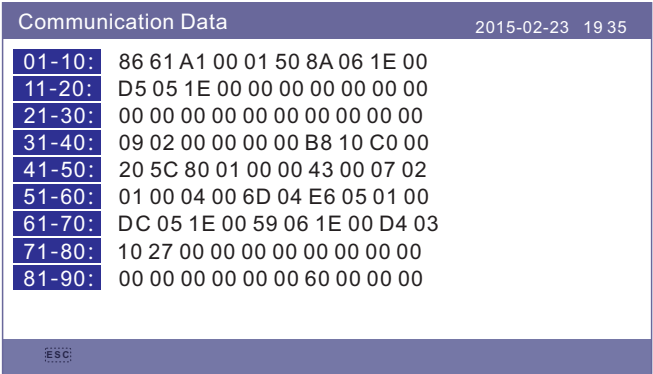 Communication Data 2015-02-23 19 35
01-10: 86 61 A1 00 01 50 8A 06 1E 00
11-20: D5 05 1E 00 00 00 00 00 00 00
21-30: 00 00 00 00 00 00 00 00 00 00
31-40: 09 02 00 00 00 00 B8 10 C0 00
41-50: 20 5C 80 01 00 00 43 00 07 02
51-60: 01 00 04 00 6D 04 E6 05 01 00
61-70: DC 05 1E 00 59 06 1E 00 D4 03
71-80: 10 27 00 00 00 00 00 00 00 00
81-90: 00 00 00 00 00 00 60 00 00 00
ESC